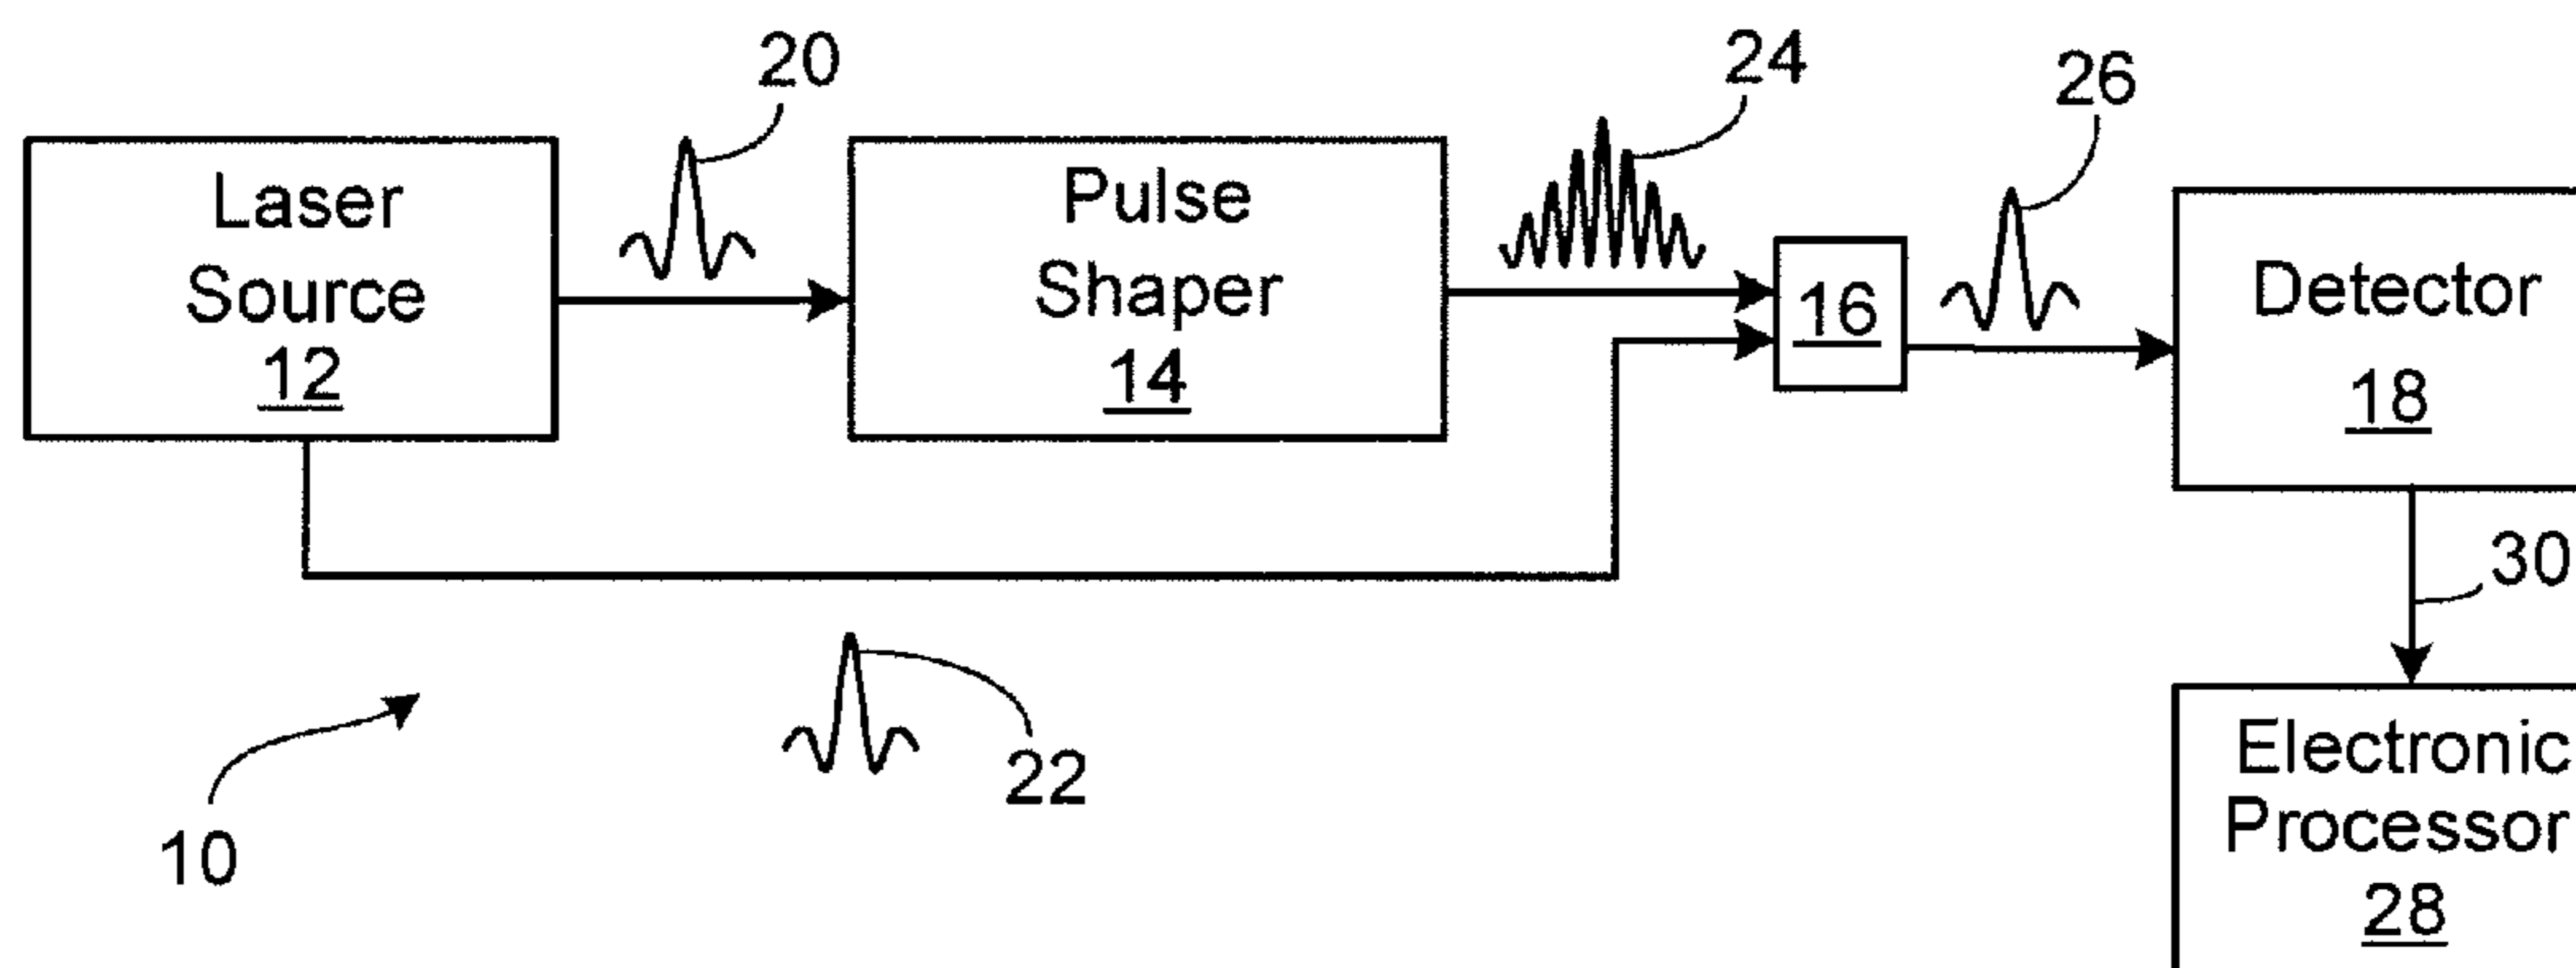 20
24
26
Laser
Source
12
Pulse
Shaper
14
16
Detector
18
30
22
10
Electronic
Processor
28